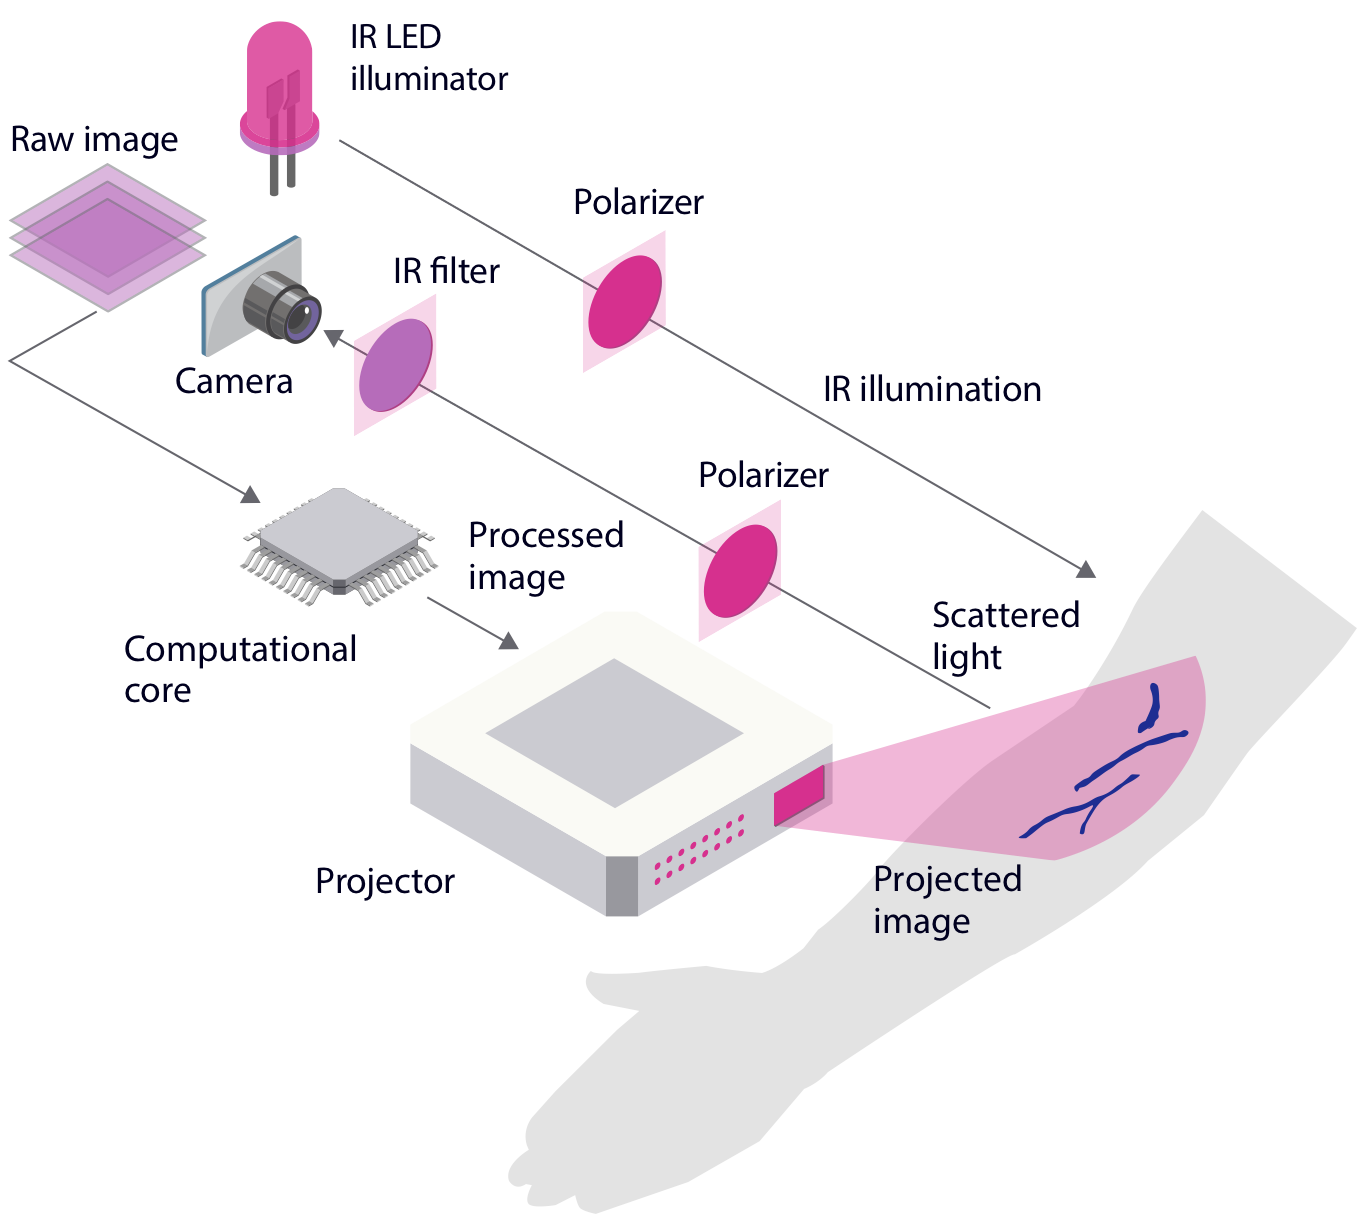 IR LED
illuminator
Raw image
Polarizer
IR filter
Camera
IR illumination
Polarizer
Processed
image
Scattered
light
Computational
core
Projector
Projected
image